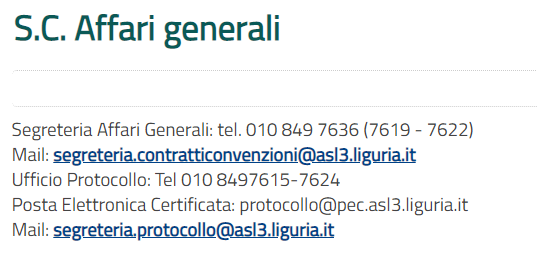 S.C. Affari generali
Segreteria Affari Generali: tel. 010 849 7636 (7619 - 7622)
Mail: segreteria.contratticonvenzioni@asl3.liguria.it
Ufficio Protocollo: Tel 010 8497615-7624
Posta Elettronica Certificata: protocollo@pec.asl3.liguria.it
Mail: segreteria.protocollo@asl3.liguria.it